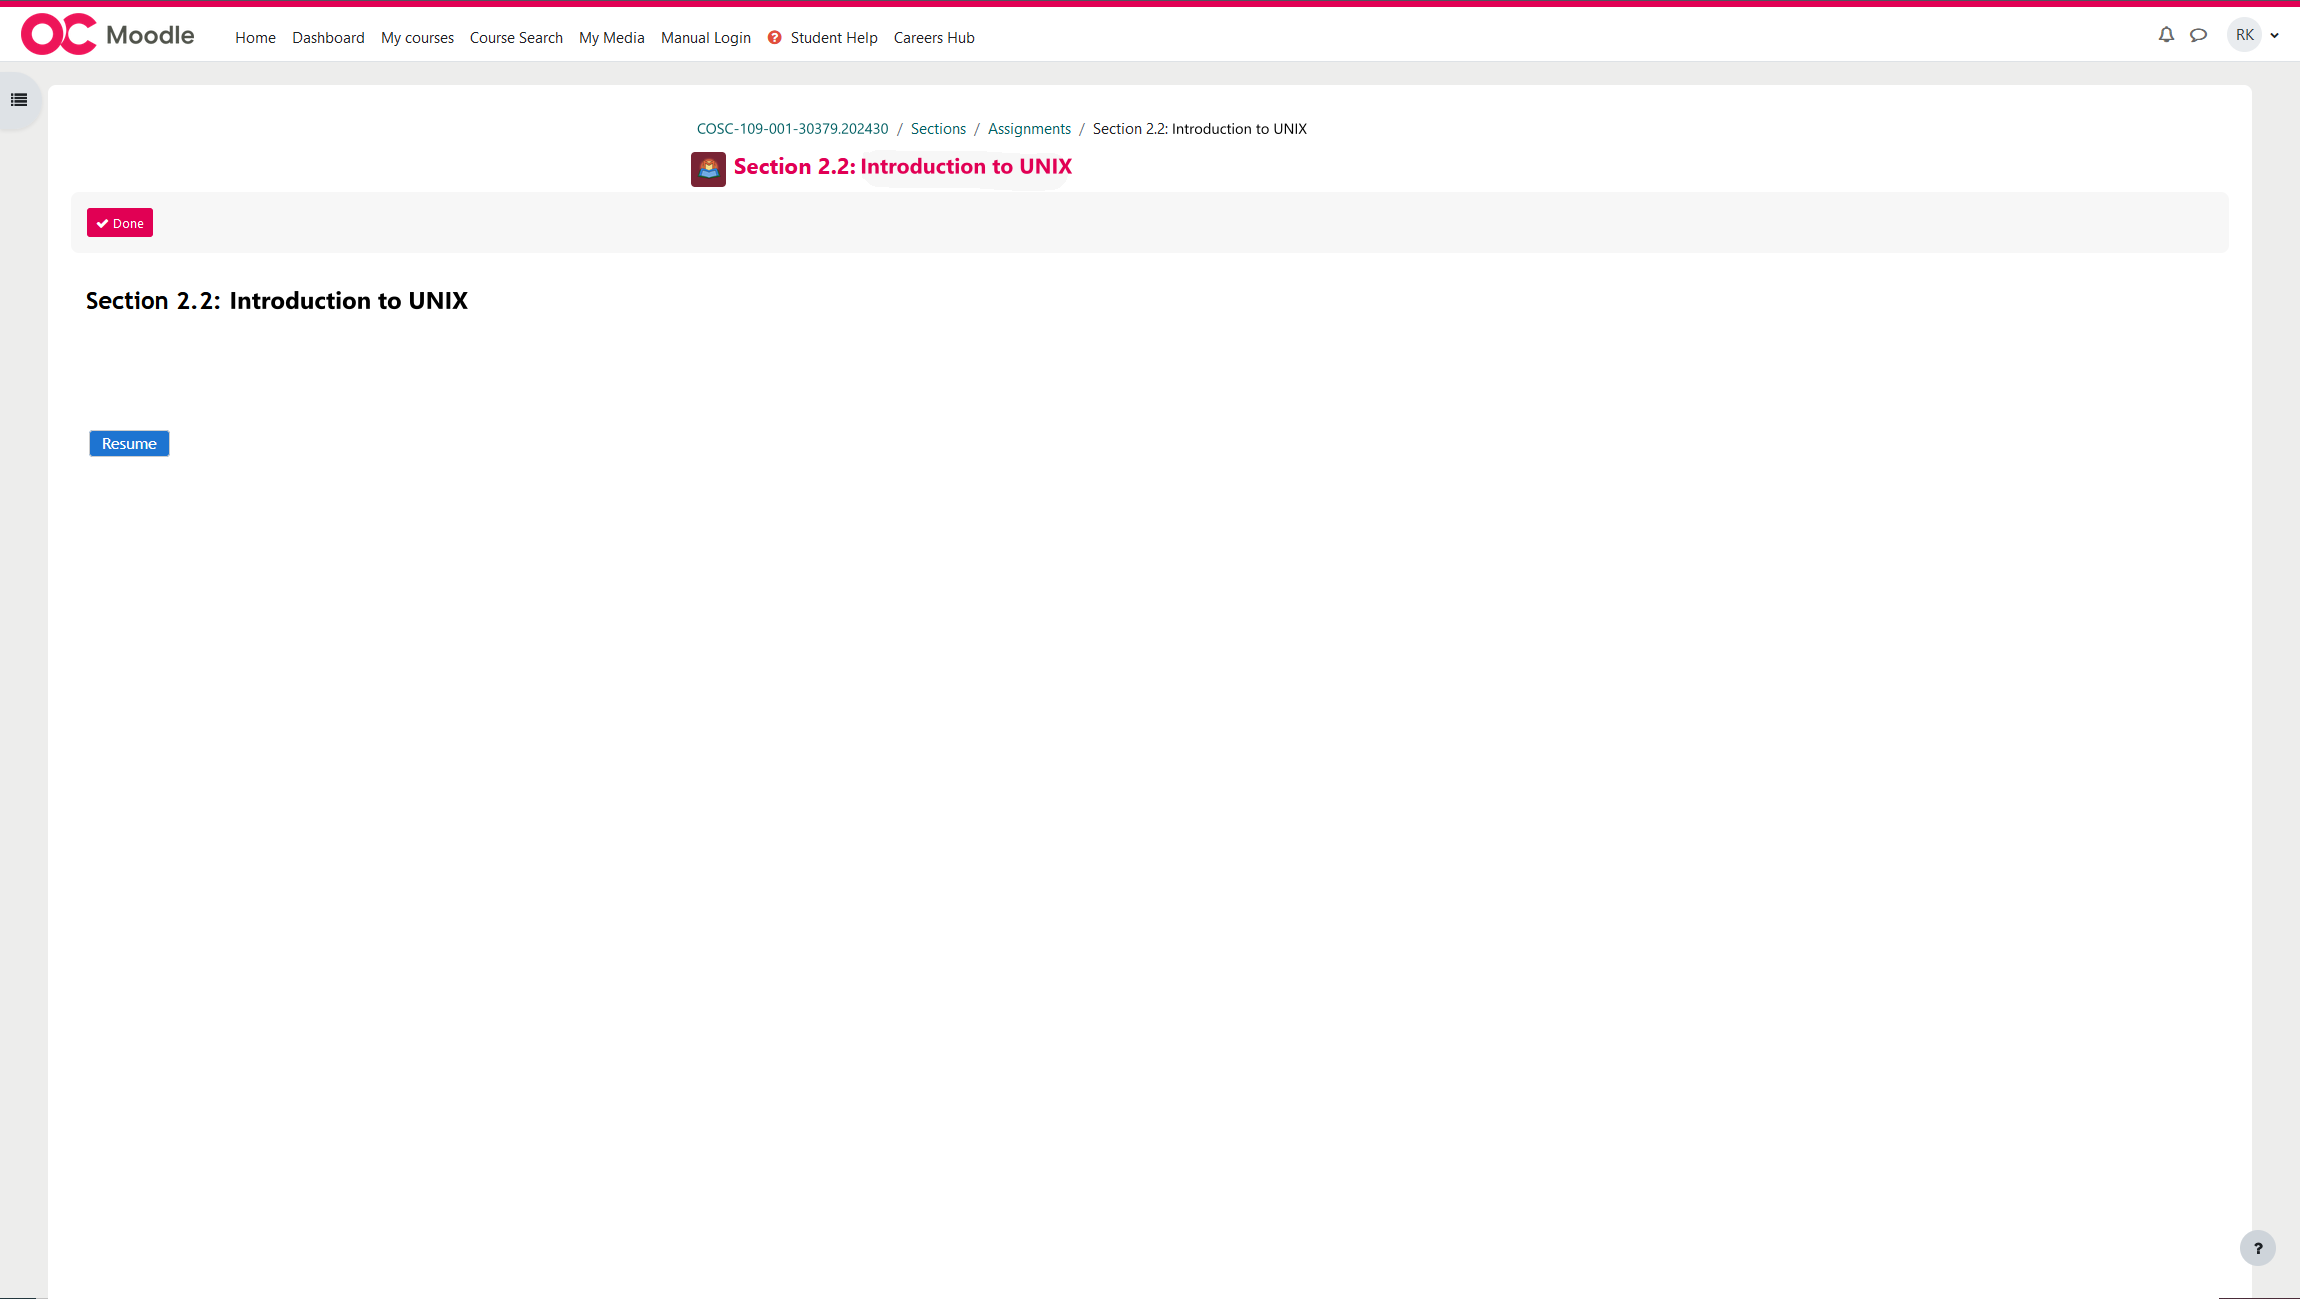 OC Moodle Home Dashboard My courses Course Search My Media Manual Login ? Student Help Careers Hub RK
COSC-109-001-30379.202430 / Sections / Assignments / Section 2.2: Introduction to UNIX
Section 2.2: Introduction to UNIX
Done
Section 2.2: Introduction to UNIX
Resume
?